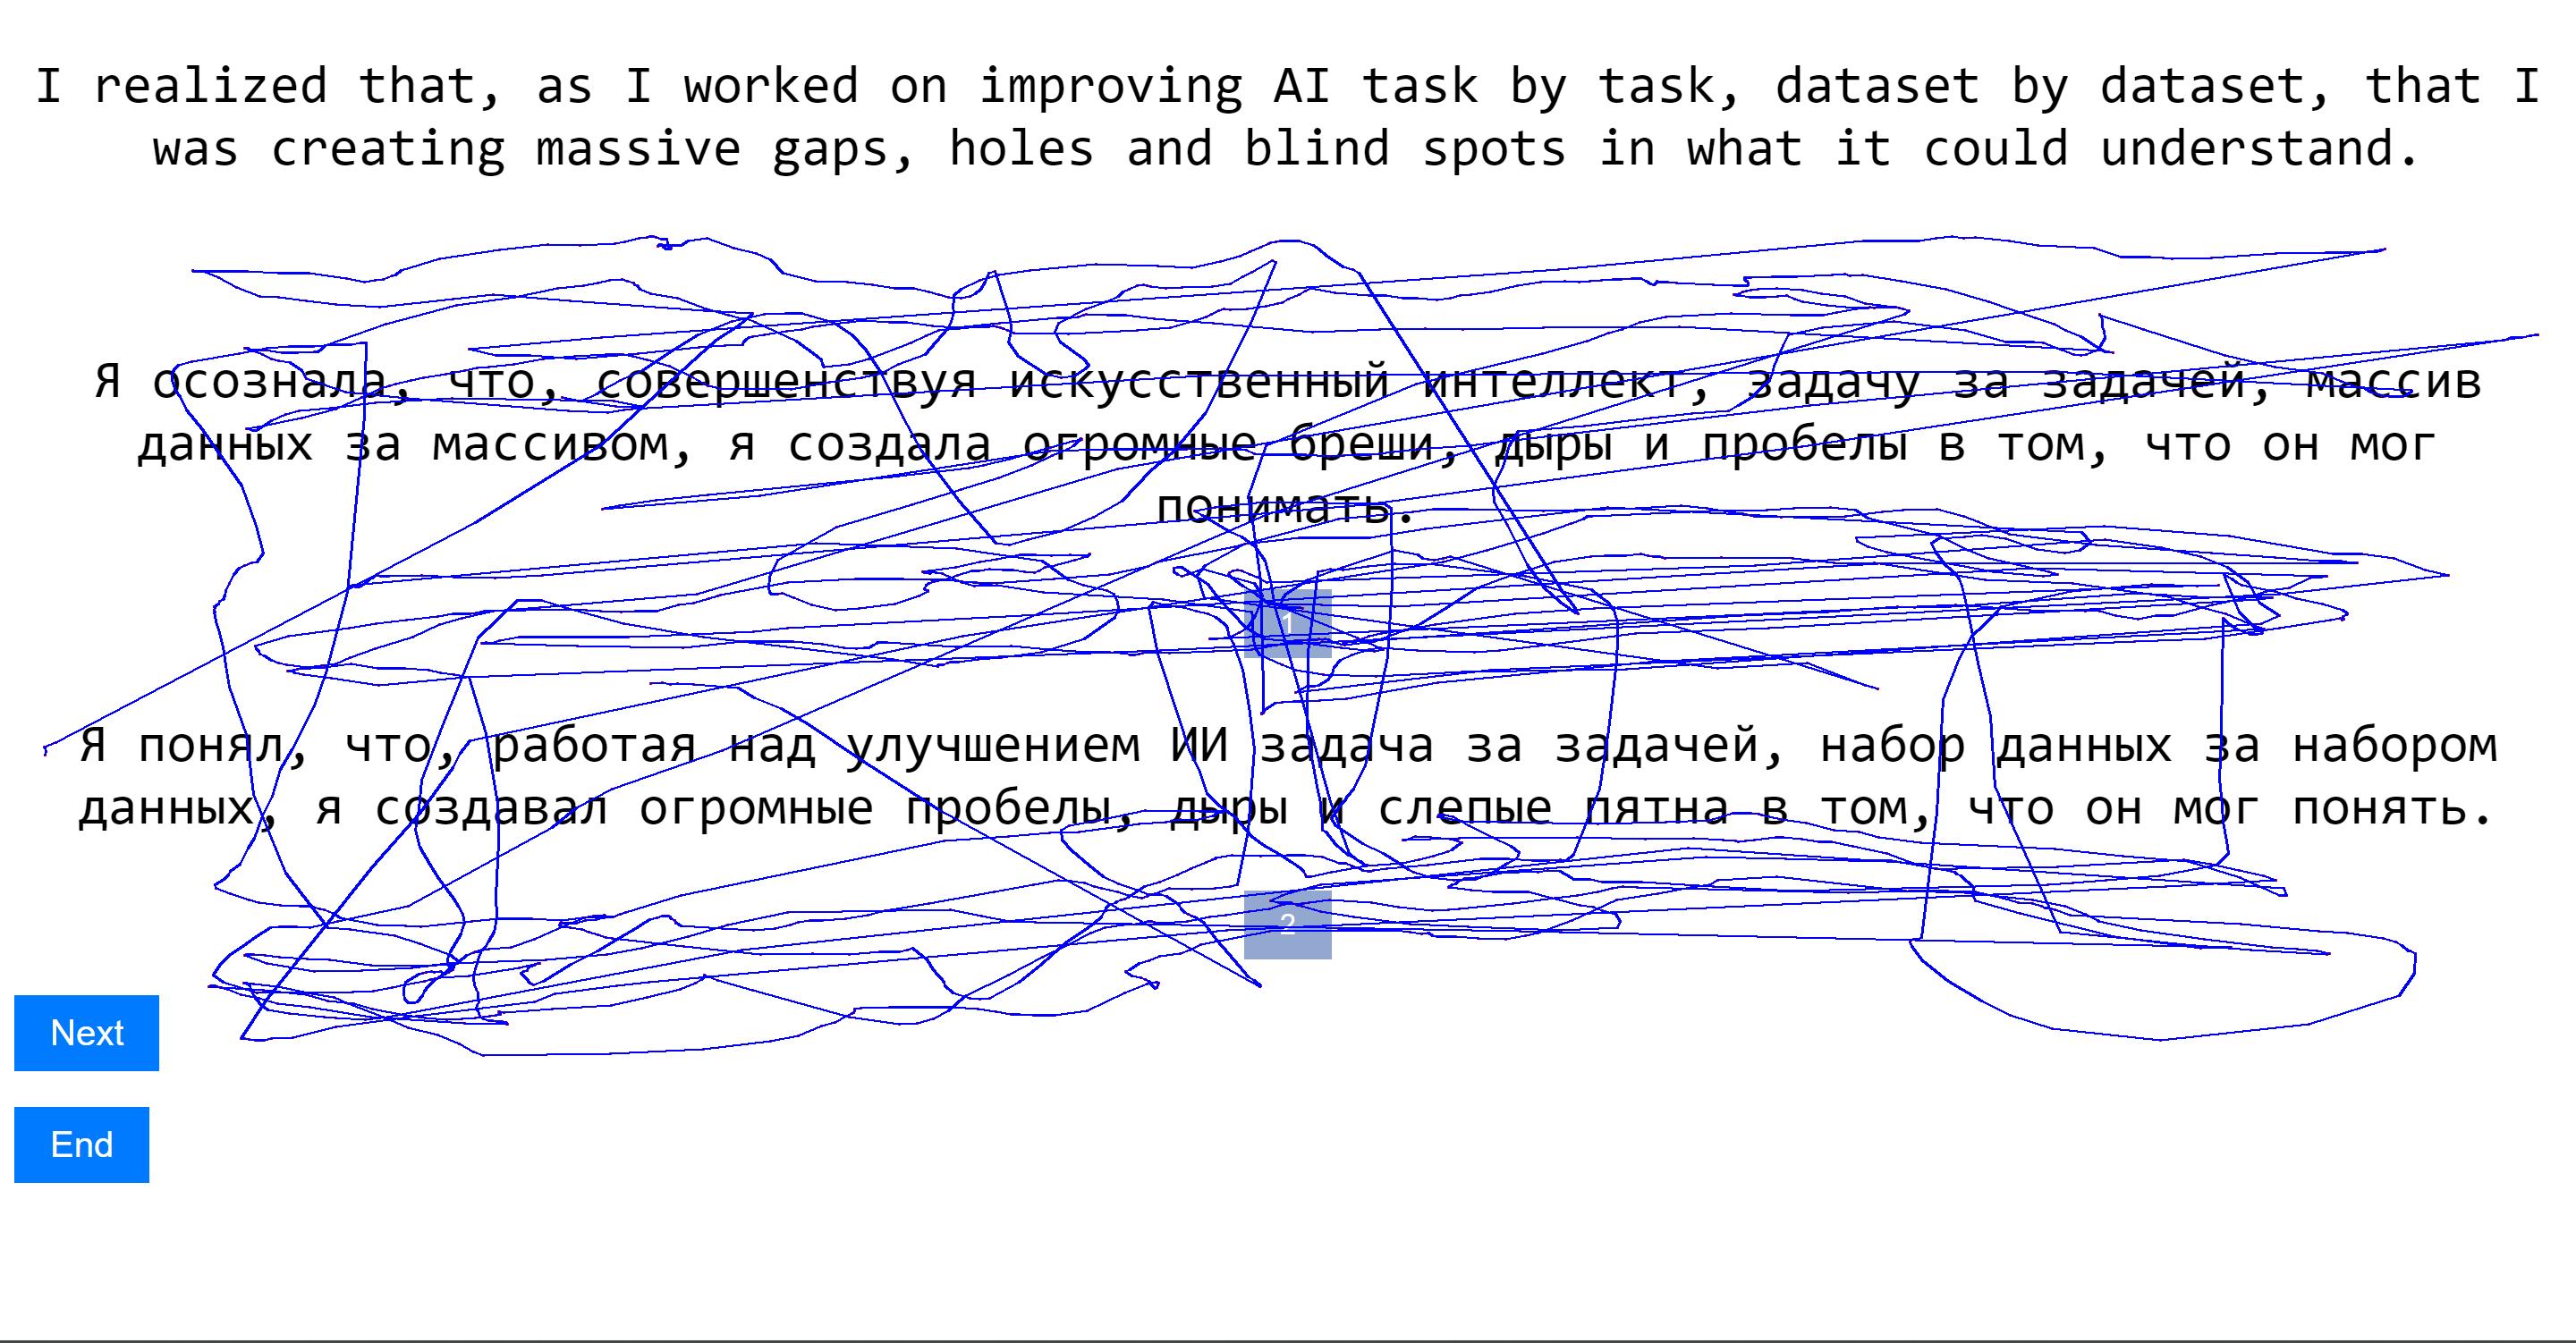 I realized that, as I worked on improving AI task by task, dataset by dataset, that I
was creating massive gaps, holes and blind spots in what it could understand.
Я осознала, что, совершенствуя искусственный интеллект, задачу за задачей, массив
данных за массивом, я создала огромные бреши, дыры и пробелы в том, что он мог
понимать.
1
Я понял, что, работая над улучшением ИИ задача за задачей, набор данных за набором
данных, я создавал огромные пробелы, дыры и слепые пятна в том, что он мог понять.
2
Next
End